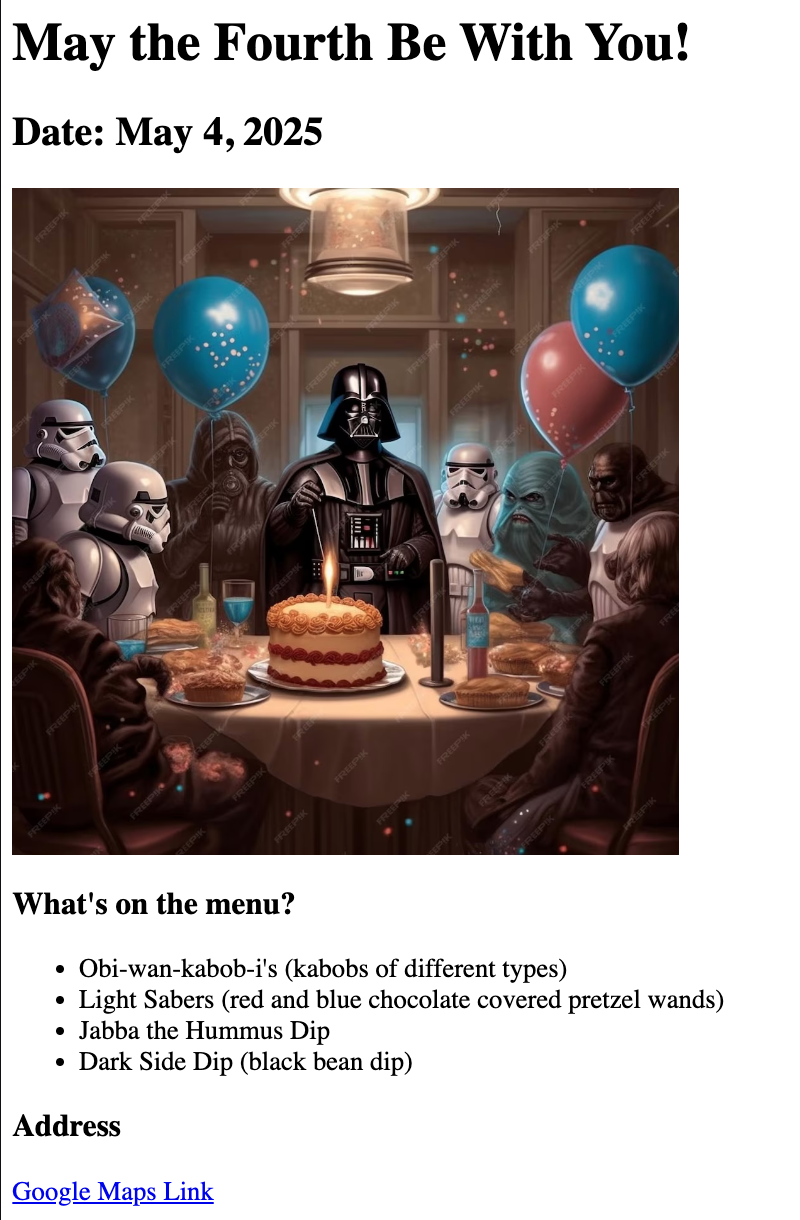 May the Fourth Be With You!
Date: May 4, 2025
FREEPIK
What's on the menu?
• Obi-wan-kabob-i's (kabobs of different types)
• Light Sabers (red and blue chocolate covered pretzel wands)
• Jabba the Hummus Dip
• Dark Side Dip (black bean dip)
Address
Google Maps Link